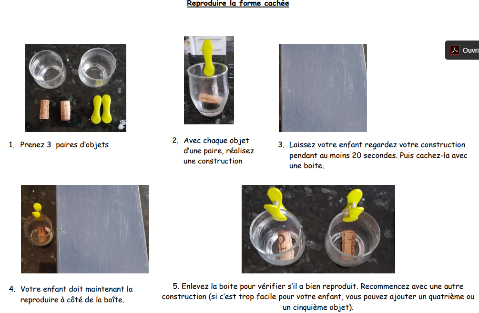 Reproduire la forme cachée
Ouvri
1. Prenez 3 paires d'objets
2. Avec chaque objet
d'une paire, réalisez
une construction
3. Laissez votre enfant regardez votre construction
pendant au moins 20 secondes. Puis cachez-la avec
une boite.
4. Votre enfant doit maintenant la
reproduire à côté de la boîte.
5. Enlevez la boite pour vérifier s'il a bien reproduit. Recommencez avec une autre
construction (si c'est trop facile pour votre enfant, vous pouvez ajouter un quatrième ou
un cinquième objet).